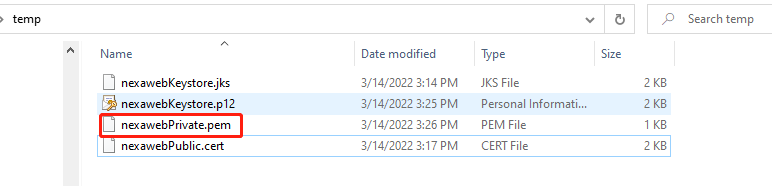 temp
Search temp
Name Date modified Type Size
nexawebKeystore.jks 3/14/2022 3:14 PM JKS File 2 KB
nexawebKeystore.p12 3/14/2022 3:25 PM Personal Informati... 2 KB
nexawebPrivate.pem 3/14/2022 3:26 PM PEM File 1 KB
nexawebPublic.cert 3/14/2022 3:17 PM CERT File 2 KB